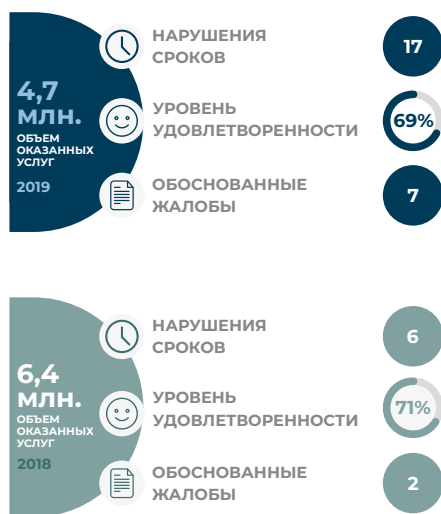 4,7
МЛН.
ОБЪЕМ
ОКАЗАННЫХ
УСЛУГ
2019
НАРУШЕНИЯ
СРОКОВ
17
УРОВЕНЬ
УДОВЛЕТВОРЕННОСТИ
69%
ОБОСНОВАННЫЕ
ЖАЛОБЫ
7
6,4
МЛН.
ОБЪЕМ
ОКАЗАННЫХ
УСЛУГ
2018
НАРУШЕНИЯ
СРОКОВ
6
УРОВЕНЬ
УДОВЛЕТВОРЕННОСТИ
71%
ОБОСНОВАННЫЕ
ЖАЛОБЫ
2